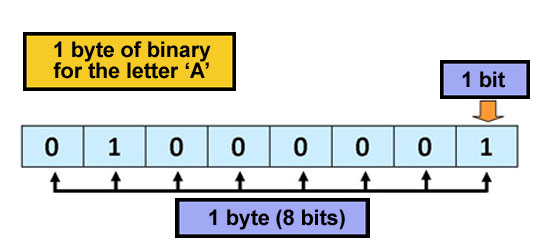 1 byte of binary
for the letter ‘A’
1 bit
0 1 0 0 0 0 0 1
1 byte (8 bits)